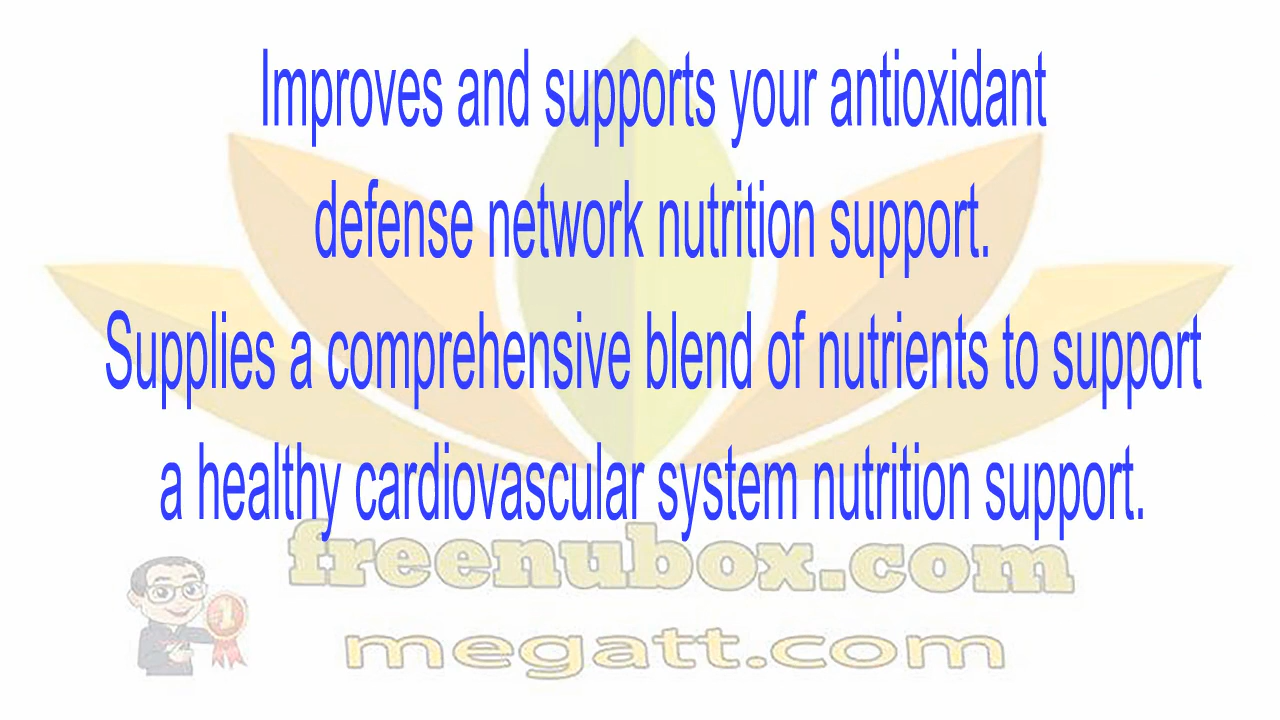 Improves and supports your antioxidant
defense network nutrition support.
Supplies a comprehensive blend of nutrients to support
a healthy cardiovascular system nutrition support.
freenubox.com
1
megatt.com